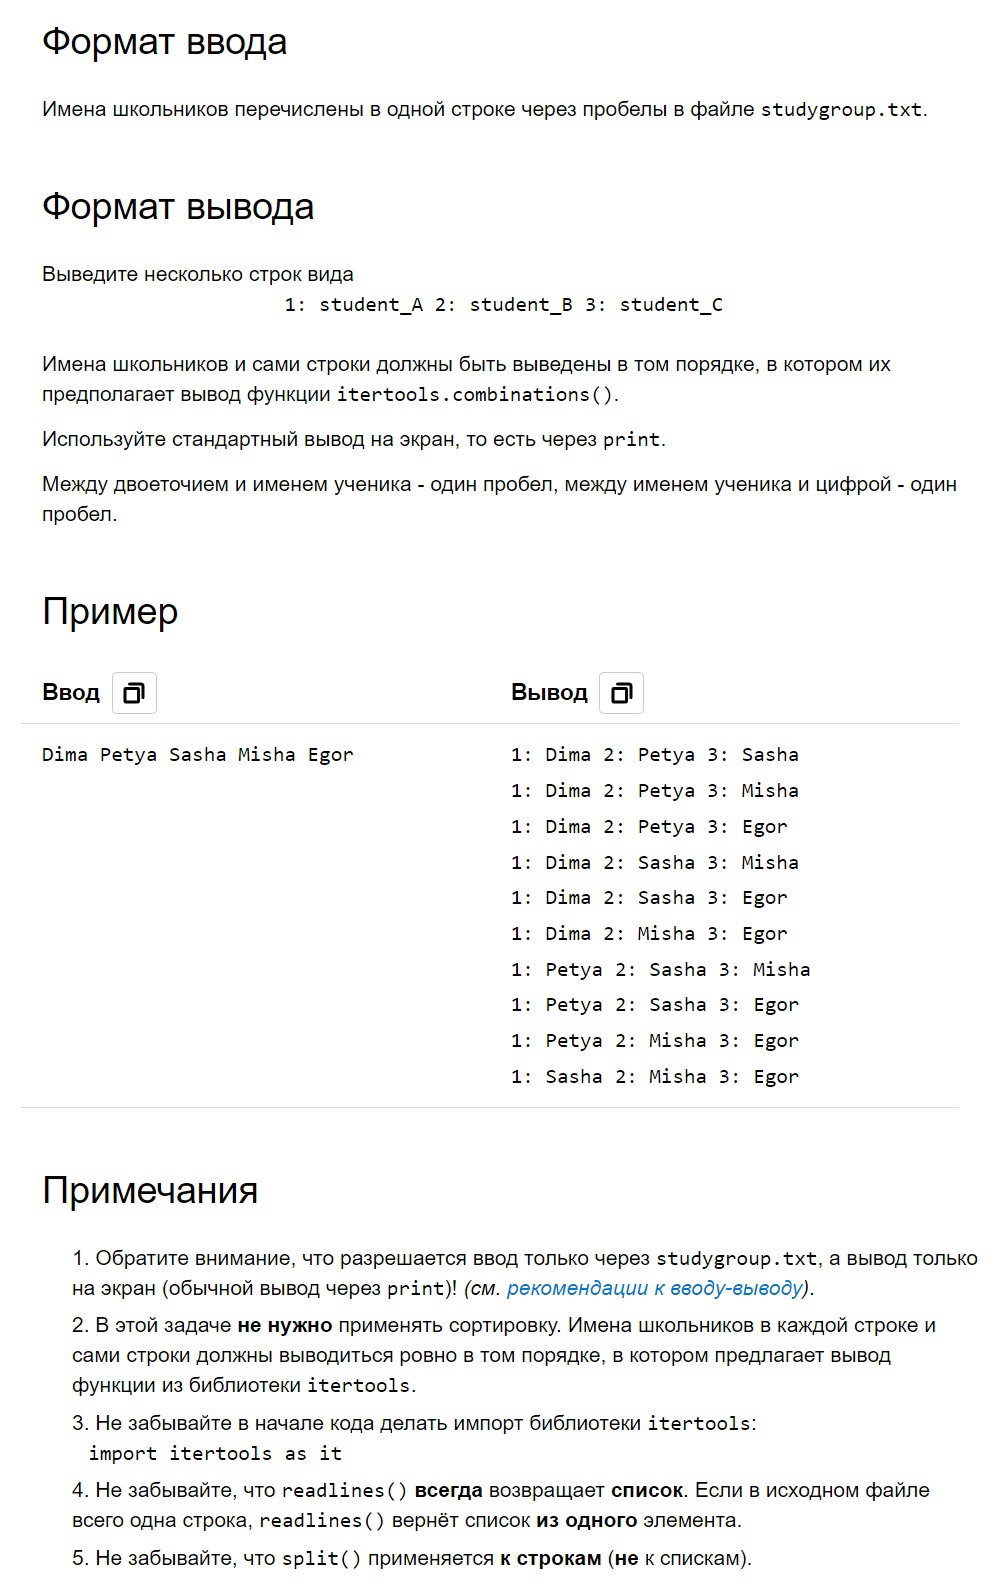 Формат ввода
Имена школьников перечислены в одной строке через пробелы в файле studygroup.txt.
Формат вывода
Выведите несколько строк вида
1: student_A 2: student_B 3: student_C
Имена школьников и сами строки должны быть выведены в том порядке, в котором их
предполагает вывод функции itertools.combinations().
Используйте стандартный вывод на экран, то есть через print.
Между двоеточием и именем ученика - один пробел, между именем ученика и цифрой - один
пробел.
Пример
Ввод Вывод
Dima Petya Sasha Misha Egor 1: Dima 2: Petya 3: Sasha
1: Dima 2: Petya 3: Misha
1: Dima 2: Petya 3: Egor
1: Dima 2: Sasha 3: Misha
1: Dima 2: Sasha 3: Egor
1: Dima 2: Misha 3: Egor
1: Petya 2: Sasha 3: Misha
1: Petya 2: Sasha 3: Egor
1: Petya 2: Misha 3: Egor
1: Sasha 2: Misha 3: Egor
Примечания
1. Обратите внимание, что разрешается ввод только через studygroup.txt, а вывод только
на экран (обычной вывод через print)! (см. рекомендации к вводу-выводу).
2. В этой задаче не нужно применять сортировку. Имена школьников в каждой строке и
сами строки должны выводиться ровно в том порядке, в котором предлагает вывод
функции из библиотеки itertools.
3. Не забывайте в начале кода делать импорт библиотеки itertools:
import itertools as it
4. Не забывайте, что readlines() всегда возвращает список. Если в исходном файле
всего одна строка, readlines() вернёт список из одного элемента.
5. Не забывайте, что split() применяется к строкам (не к спискам).